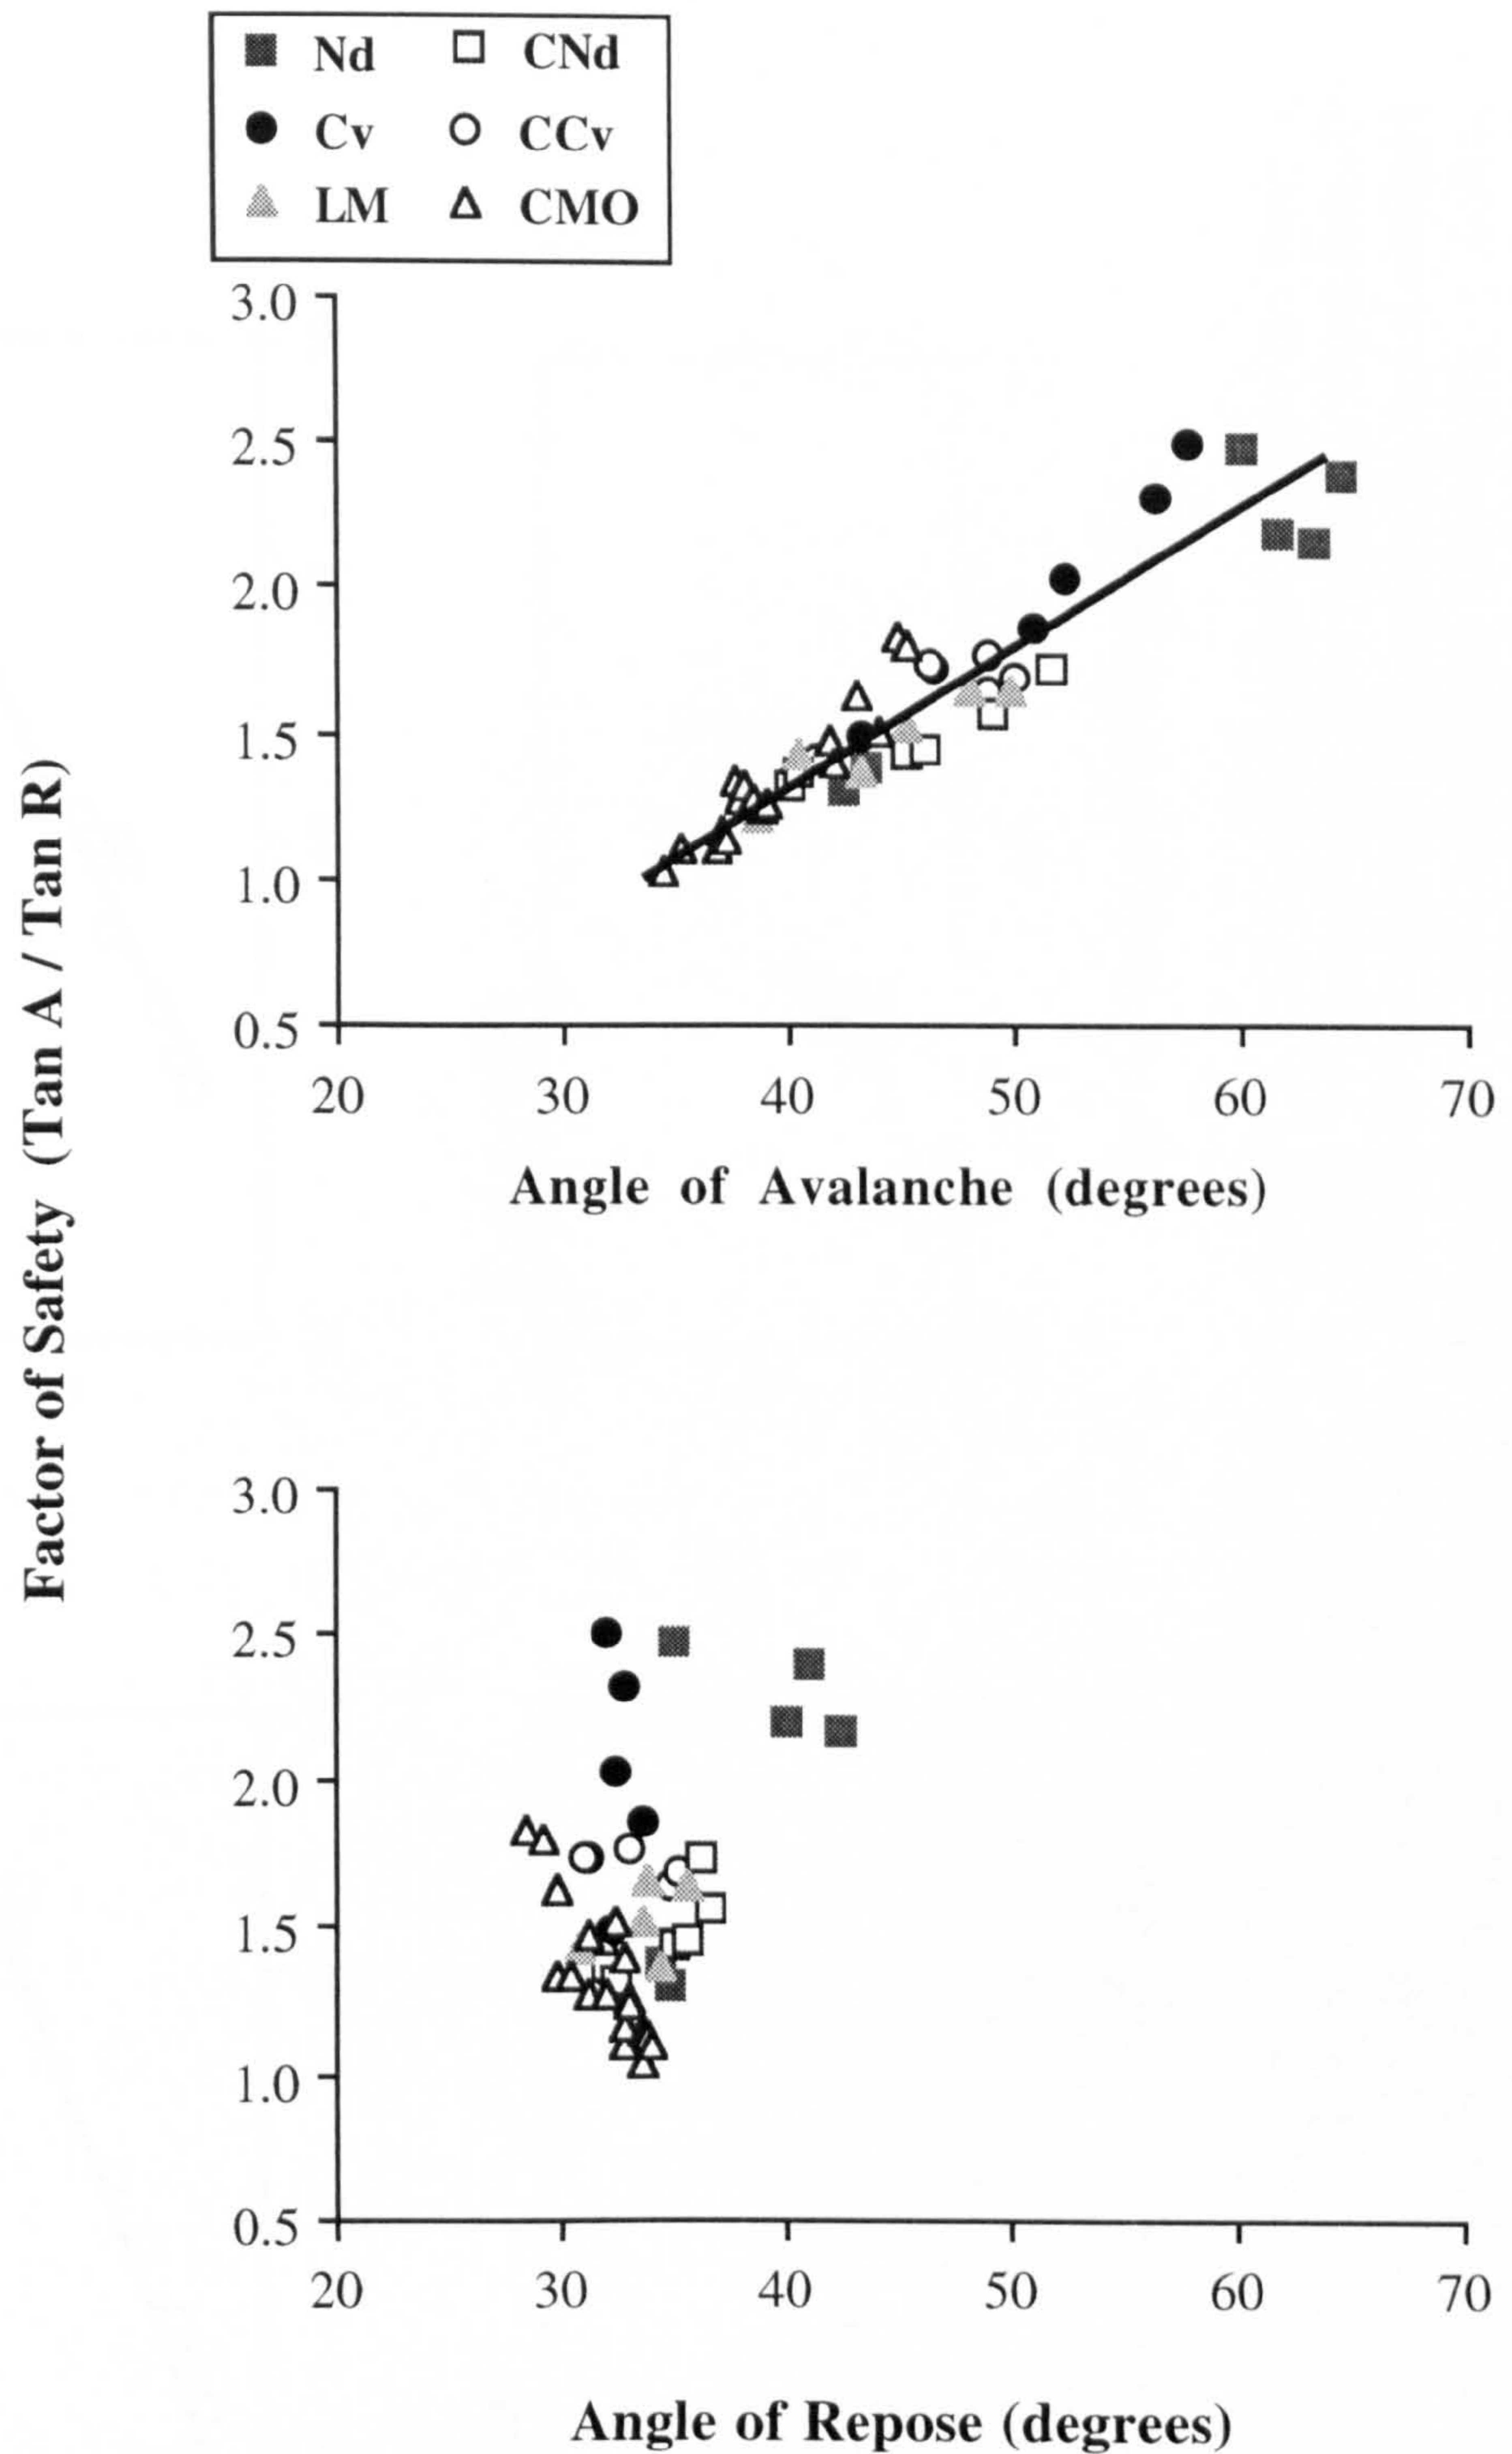 Nd CNd
Cv CCv
LM CMO
Factor of Safety (Tan A / Tan R)
3.0
2.5
2.0
1.5
1.0
0.5
20 30 40 50 60 70
Angle of Avalanche (degrees)
3.0
2.5
2.0
1.5
1.0
0.5
20 30 40 50 60 70
Angle of Repose (degrees)